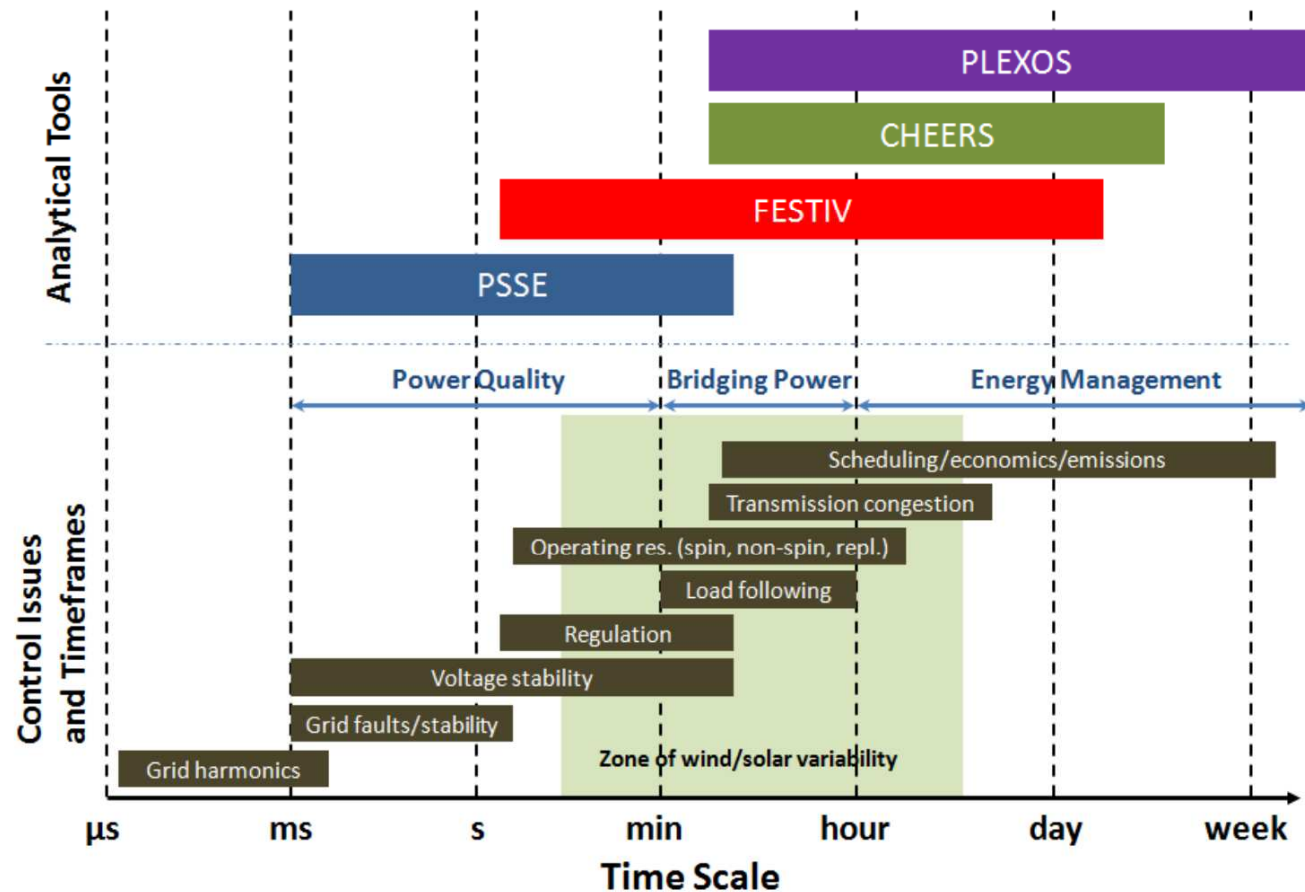 Analytical Tools
PLEXOS
CHEERS
FESTIV
PSSE
Power Quality
Bridging Power
Energy Management
Control Issues
and Timeframes
Scheduling/economics/emissions
Transmission congestion
Operating res. (spin, non-spin, repl.)
Load following
Regulation
Voltage stability
Grid faults/stability
Grid harmonics
Zone of wind/solar variability
μs
ms
s
min
hour
day
week
Time Scale